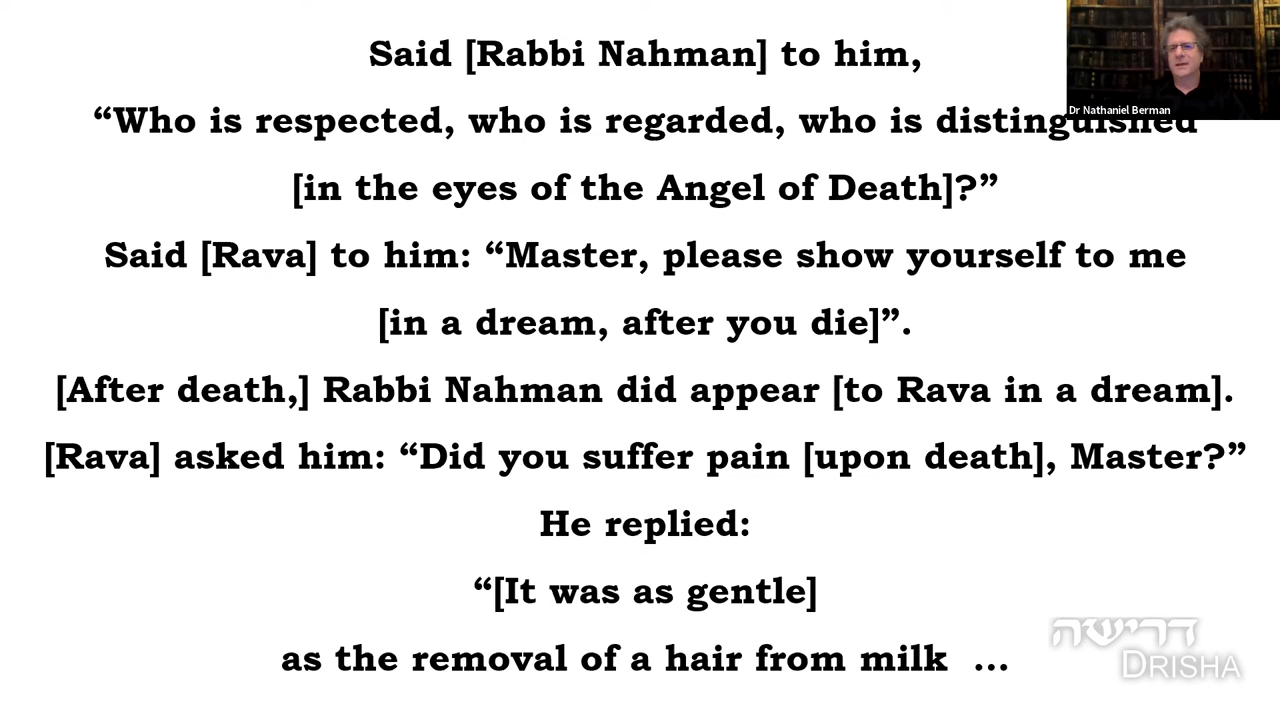 Said [Rabbi Nahman] to him,
“Who is respected, who is regarded, who is distinguished
[in the eyes of the Angel of Death]?”
Said [Rava] to him: “Master, please show yourself to me
[in a dream, after you die]”.
[After death,] Rabbi Nahman did appear [to Rava in a dream].
[Rava] asked him: “Did you suffer pain [upon death], Master?”
He replied:
“[It was as gentle]
as the removal of a hair from milk ...
Dr Nathaniel Berman
דרישה
DRISHA